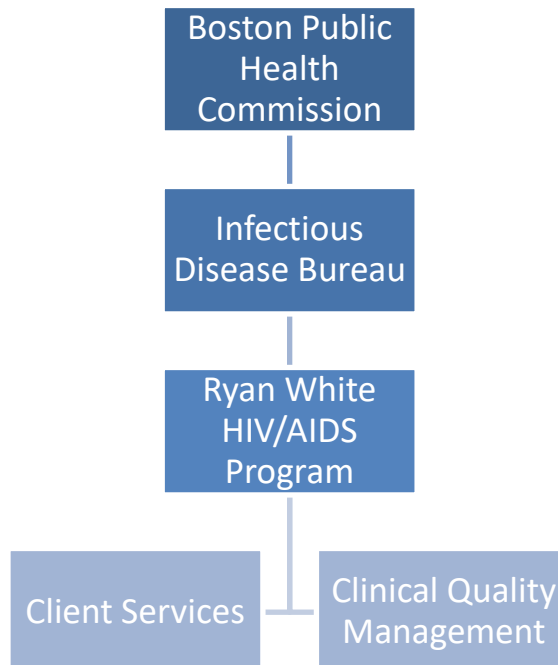 Boston Public
Health
Commission
Infectious
Disease Bureau
Ryan White
HIV/AIDS
Program
Client Services
Clinical Quality
Management